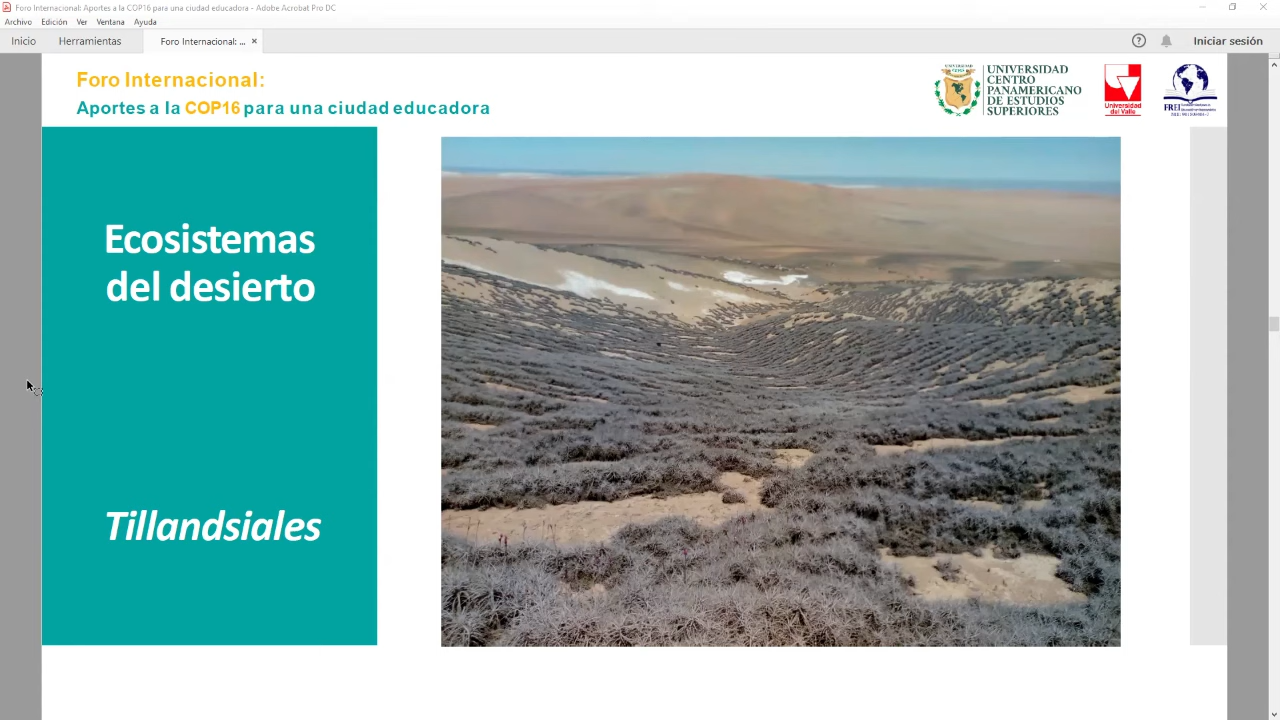 Foro Internacional: Aportes a la COP16 para una ciudad educadora - Adobe Acrobat Pro DC
Archivo Edición Ver Ventana Ayuda
Inicio Herramientas Foro Internacional: ... × Iniciar sesión
Foro Internacional:
Aportes a la COP16 para una ciudad educadora
UNIVERSIDAD
CENTRO
PANAMERICANO
DE ESTUDIOS
SUPERIORES
Universidad
del Valle
FREI
Ecosistemas
del desierto
Tillandsiales